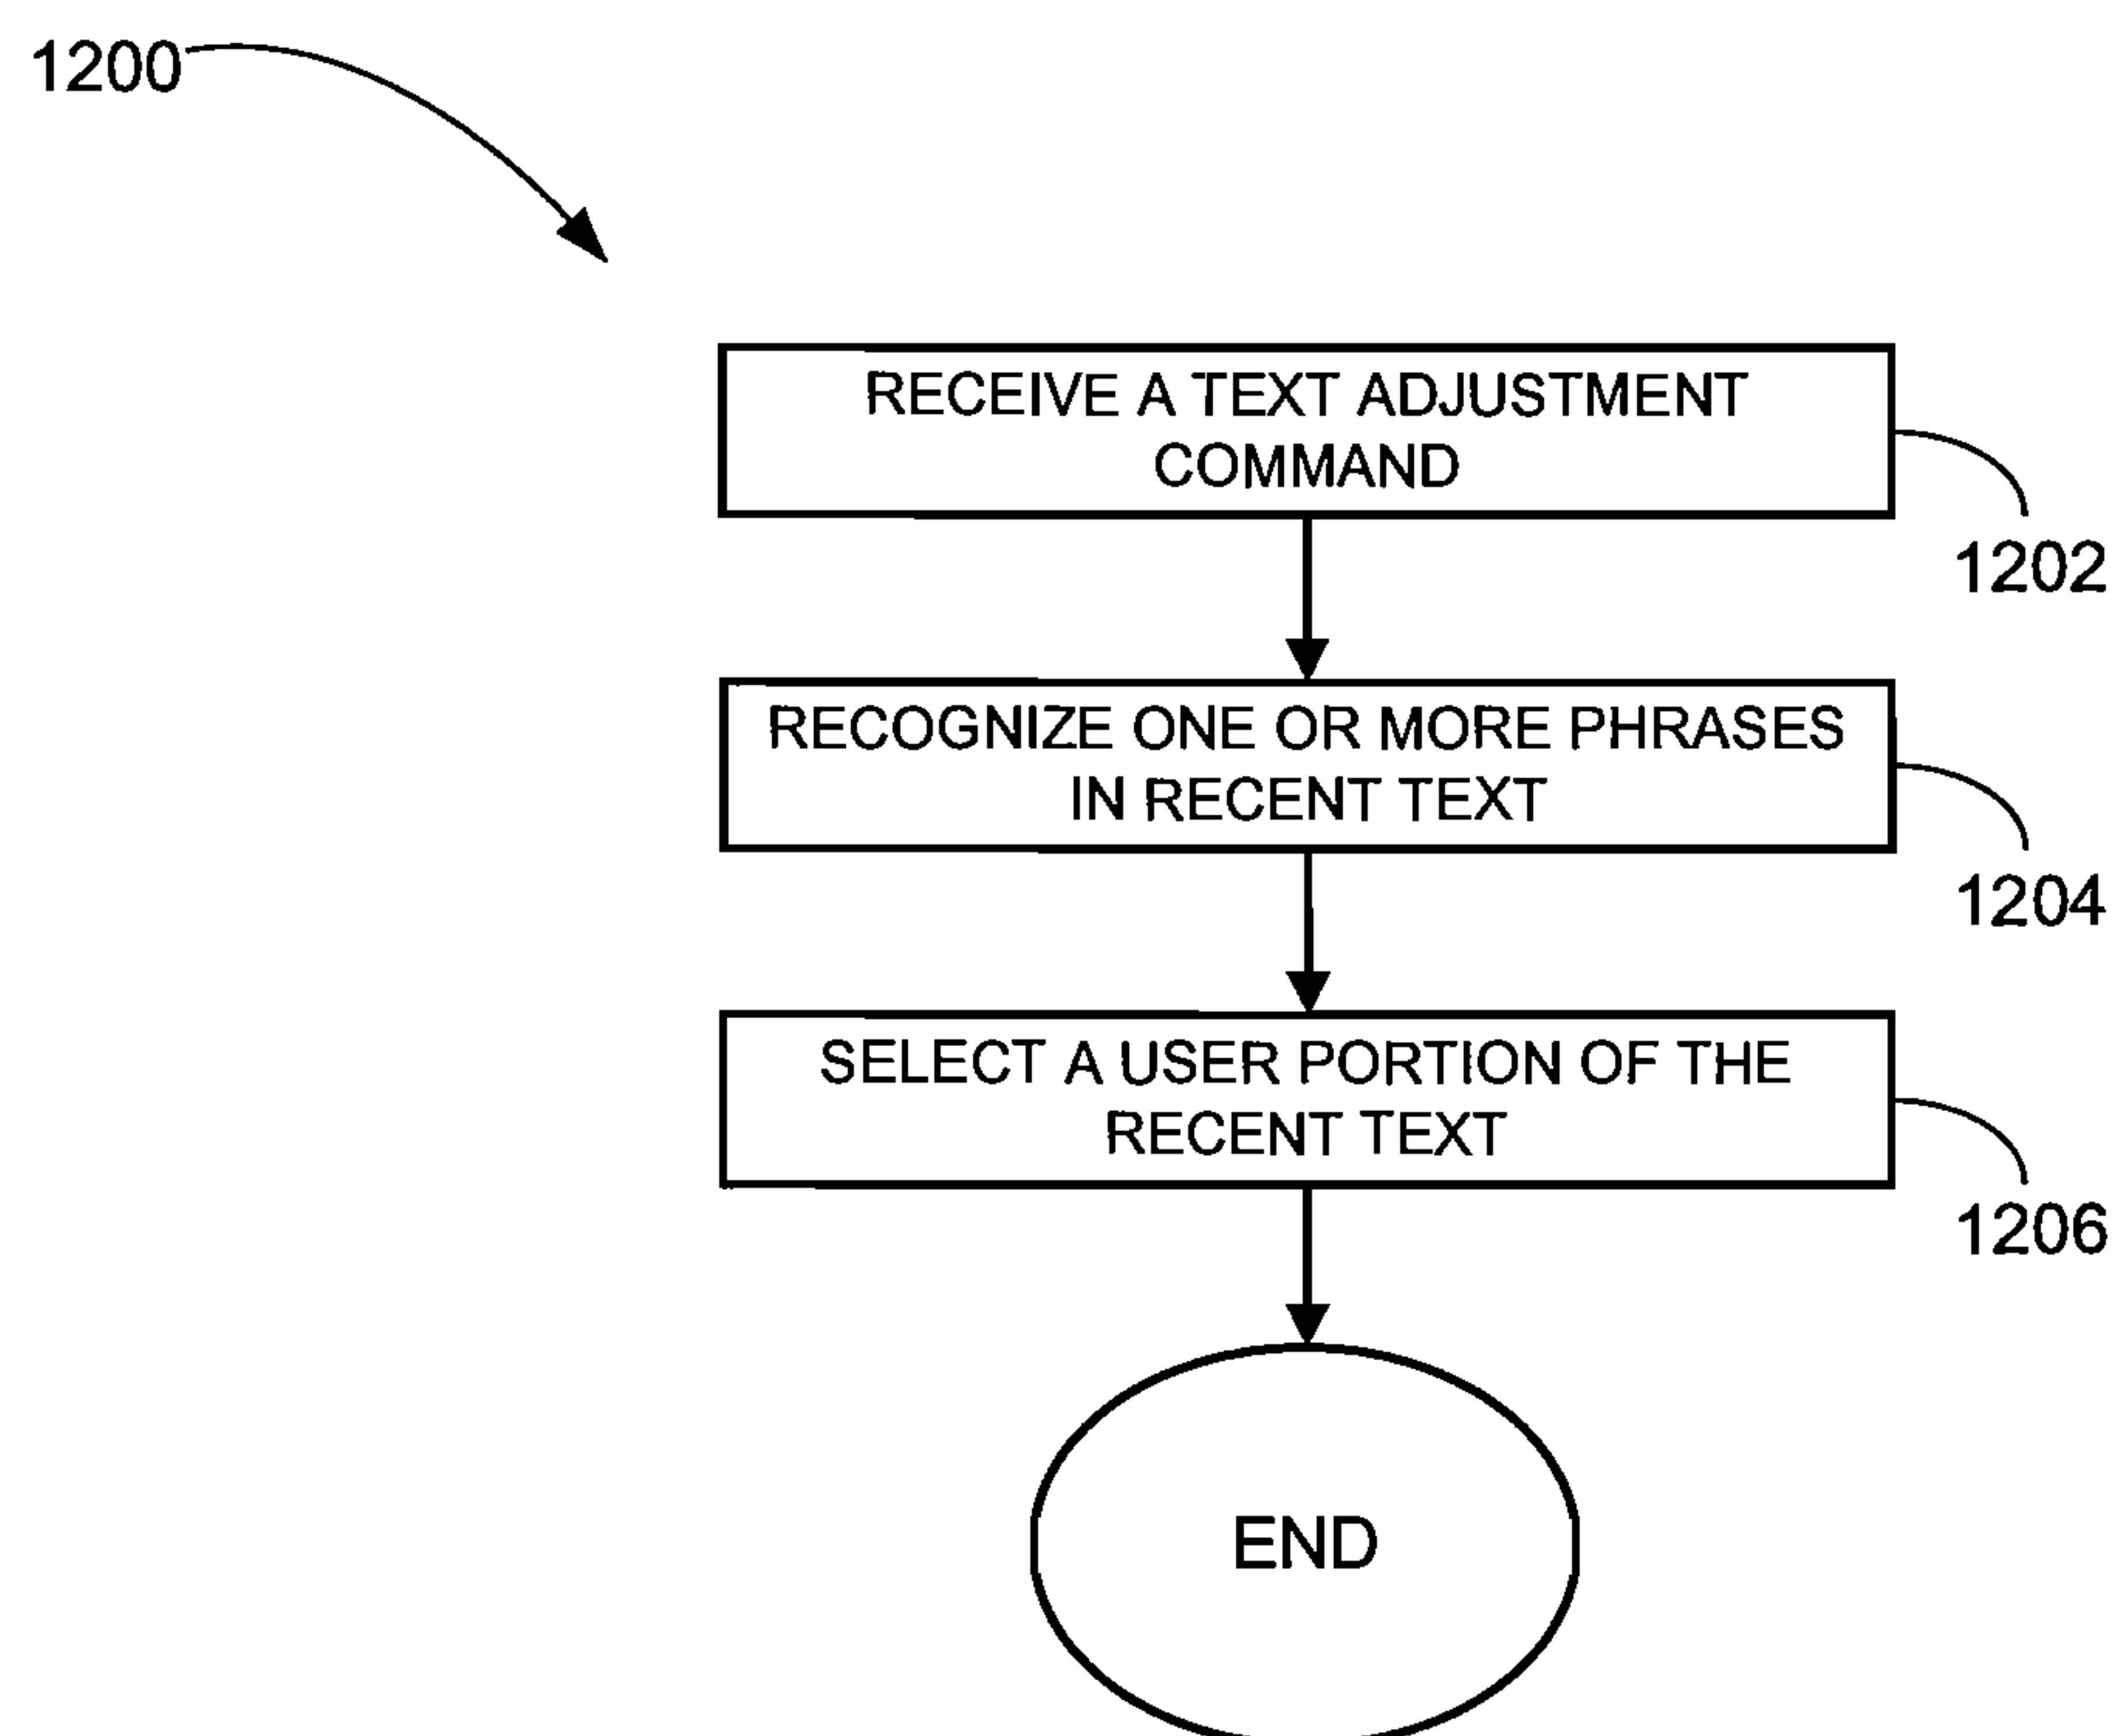 1200
RECEIVE A TEXT ADJUSTMENT
COMMAND
1202
RECOGNIZE ONE OR MORE PHRASES
IN RECENT TEXT
1204
SELECT A USER PORTION OF THE
RECENT TEXT
1206
END